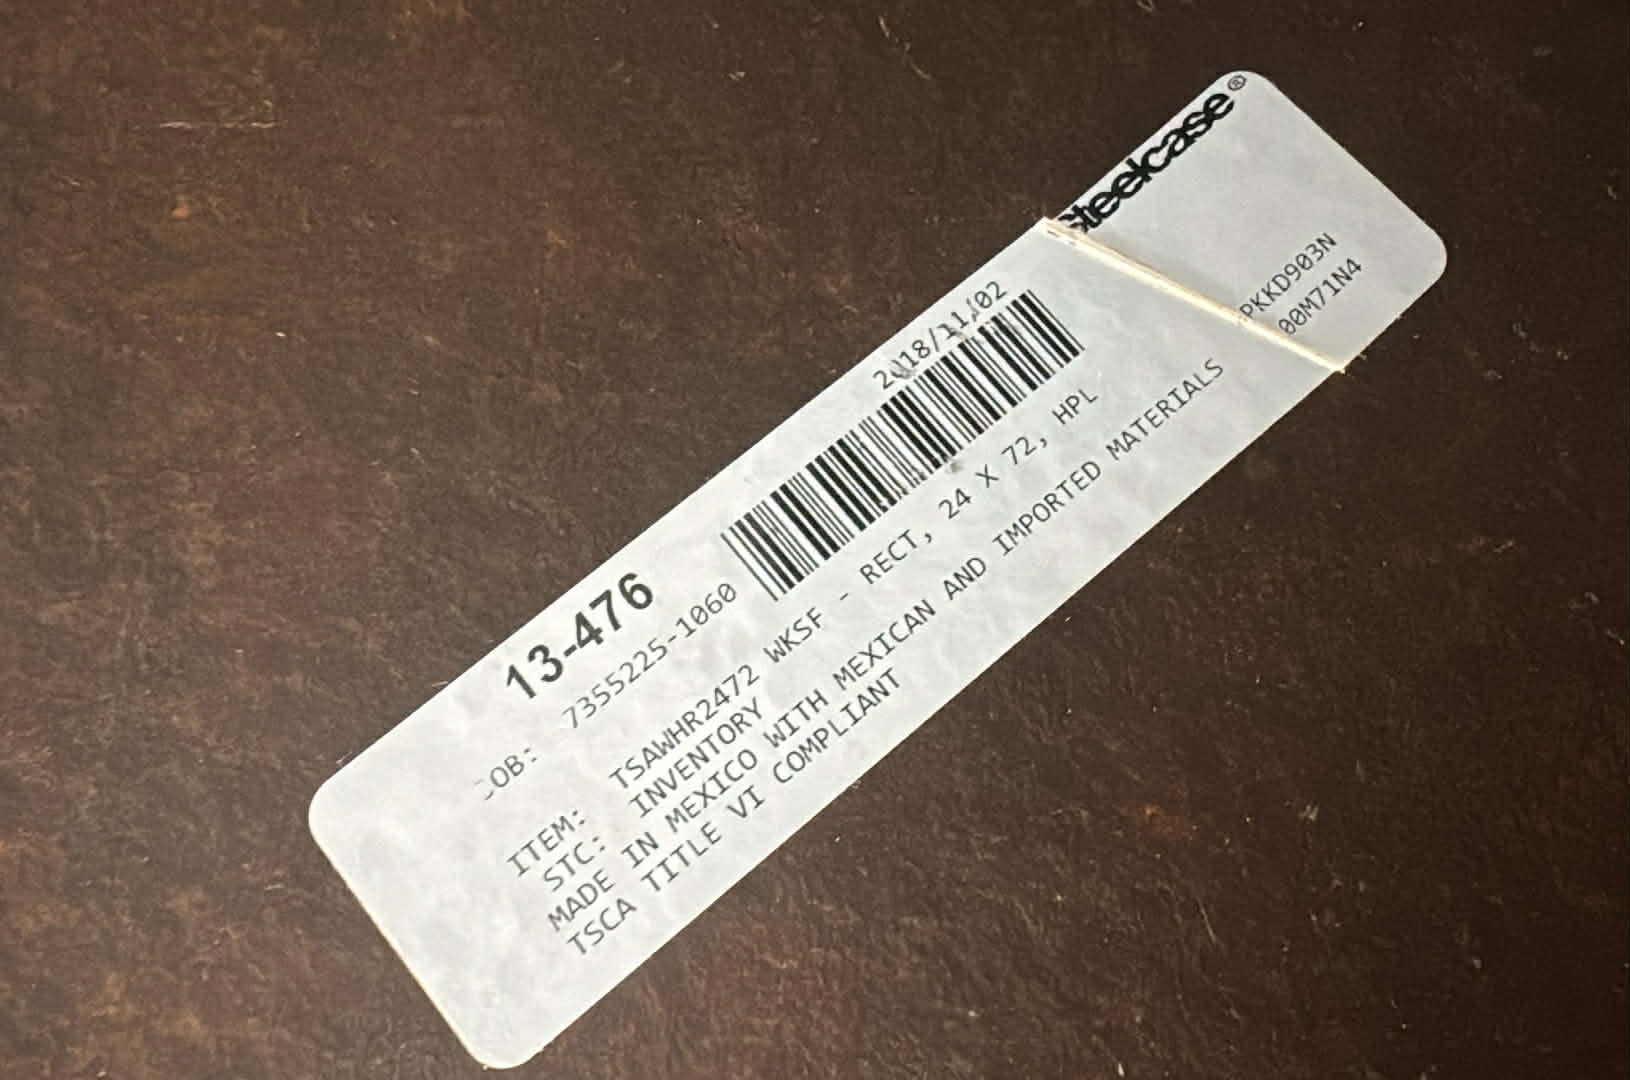 steelcase®
13-476
2018/11/02
7355225-1060
ITEM: TSAWHR2472 WKSF - RECT, 24 X 72, HPL
STC: INVENTORY
MADE IN MEXICO WITH MEXICAN AND IMPORTED MATERIALS
TSCA TITLE VI COMPLIANT
PKKD903N
00M71N4